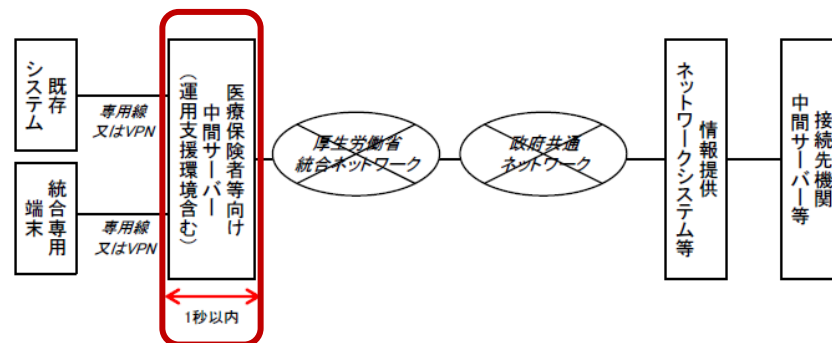 既存
システム
専用線
又はVPN
統合専用
端末
専用線
又はVPN
医療保険者等向け
中間サーバー
（運用支援環境含む）
1秒以内
厚生労働省
統合ネットワーク
政府共通
ネットワーク
情報提供
ネットワークシステム等
接続先機関
中間サーバー等